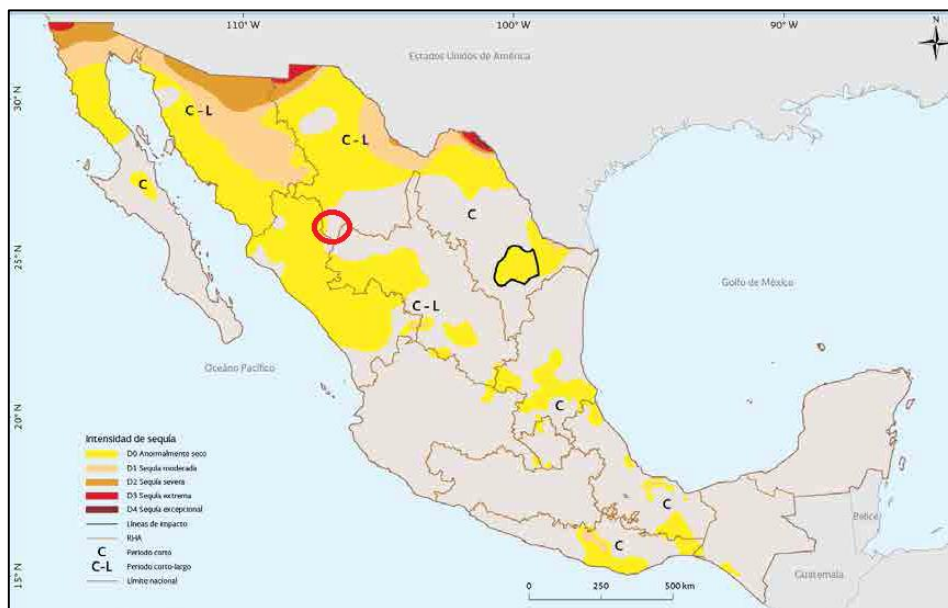 110° W
100° W
90° W
N
Estados Unidos de América
30° N
C - L
C - L
C
C
25° N
Golfo de México
C - L
Océano Pacífico
20° N
C
Intensidad de sequía
D0 Anormalmente seco
D1 Sequía moderada
D2 Sequía severa
D3 Sequía extrema
D4 Sequía excepcional
Líneas de impacto
RHA
C Periodo corto
C-L Periodo corto-largo
Límite nacional
C
Belice
C
15° N
Guatemala
0 250 500 km